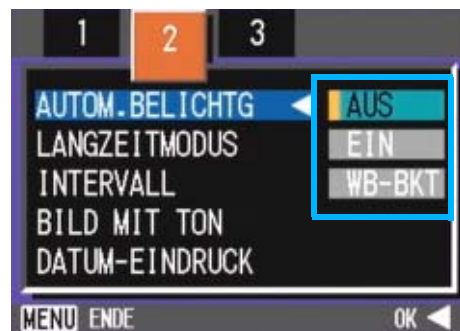 1 2 3
AUTOM.BELICHTG AUS
LANGZEITMODUS EIN
INTERVALL WB-BKT
BILD MIT TON
DATUM-EINDRUCK
MENU ENDE OK